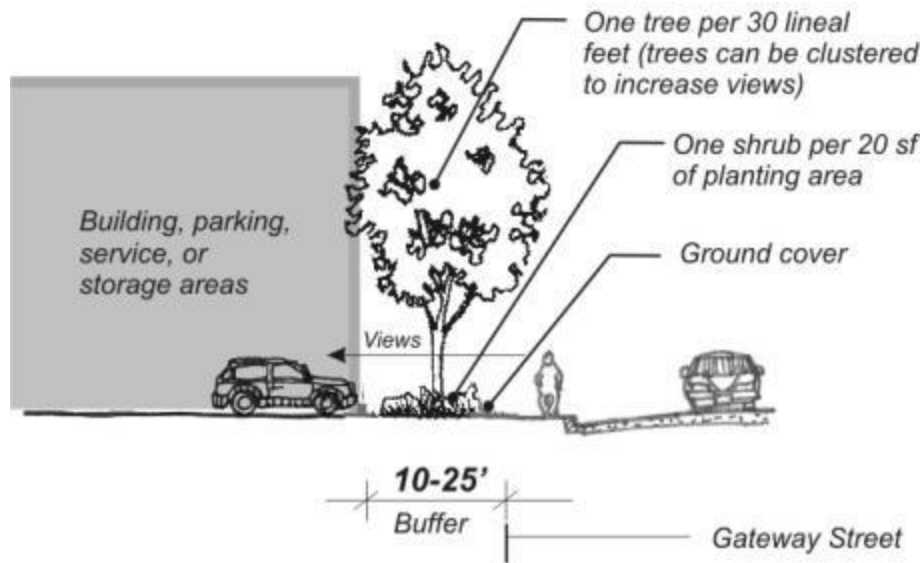 One tree per 30 lineal
feet (trees can be clustered
to increase views)
One shrub per 20 sf
of planting area
Building, parking,
service, or
storage areas
Ground cover
Views
10-25'
Buffer
Gateway Street